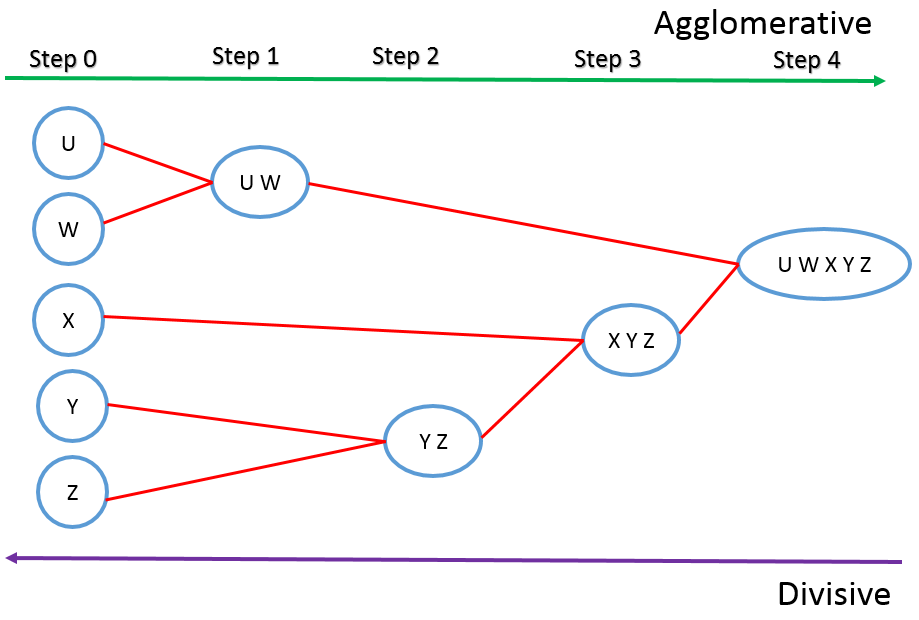 Agglomerative
Step 0
Step 1
Step 2
Step 3
Step 4
U
U W
W
U W X Y Z
X
X Y Z
Y
Y Z
Z
Divisive